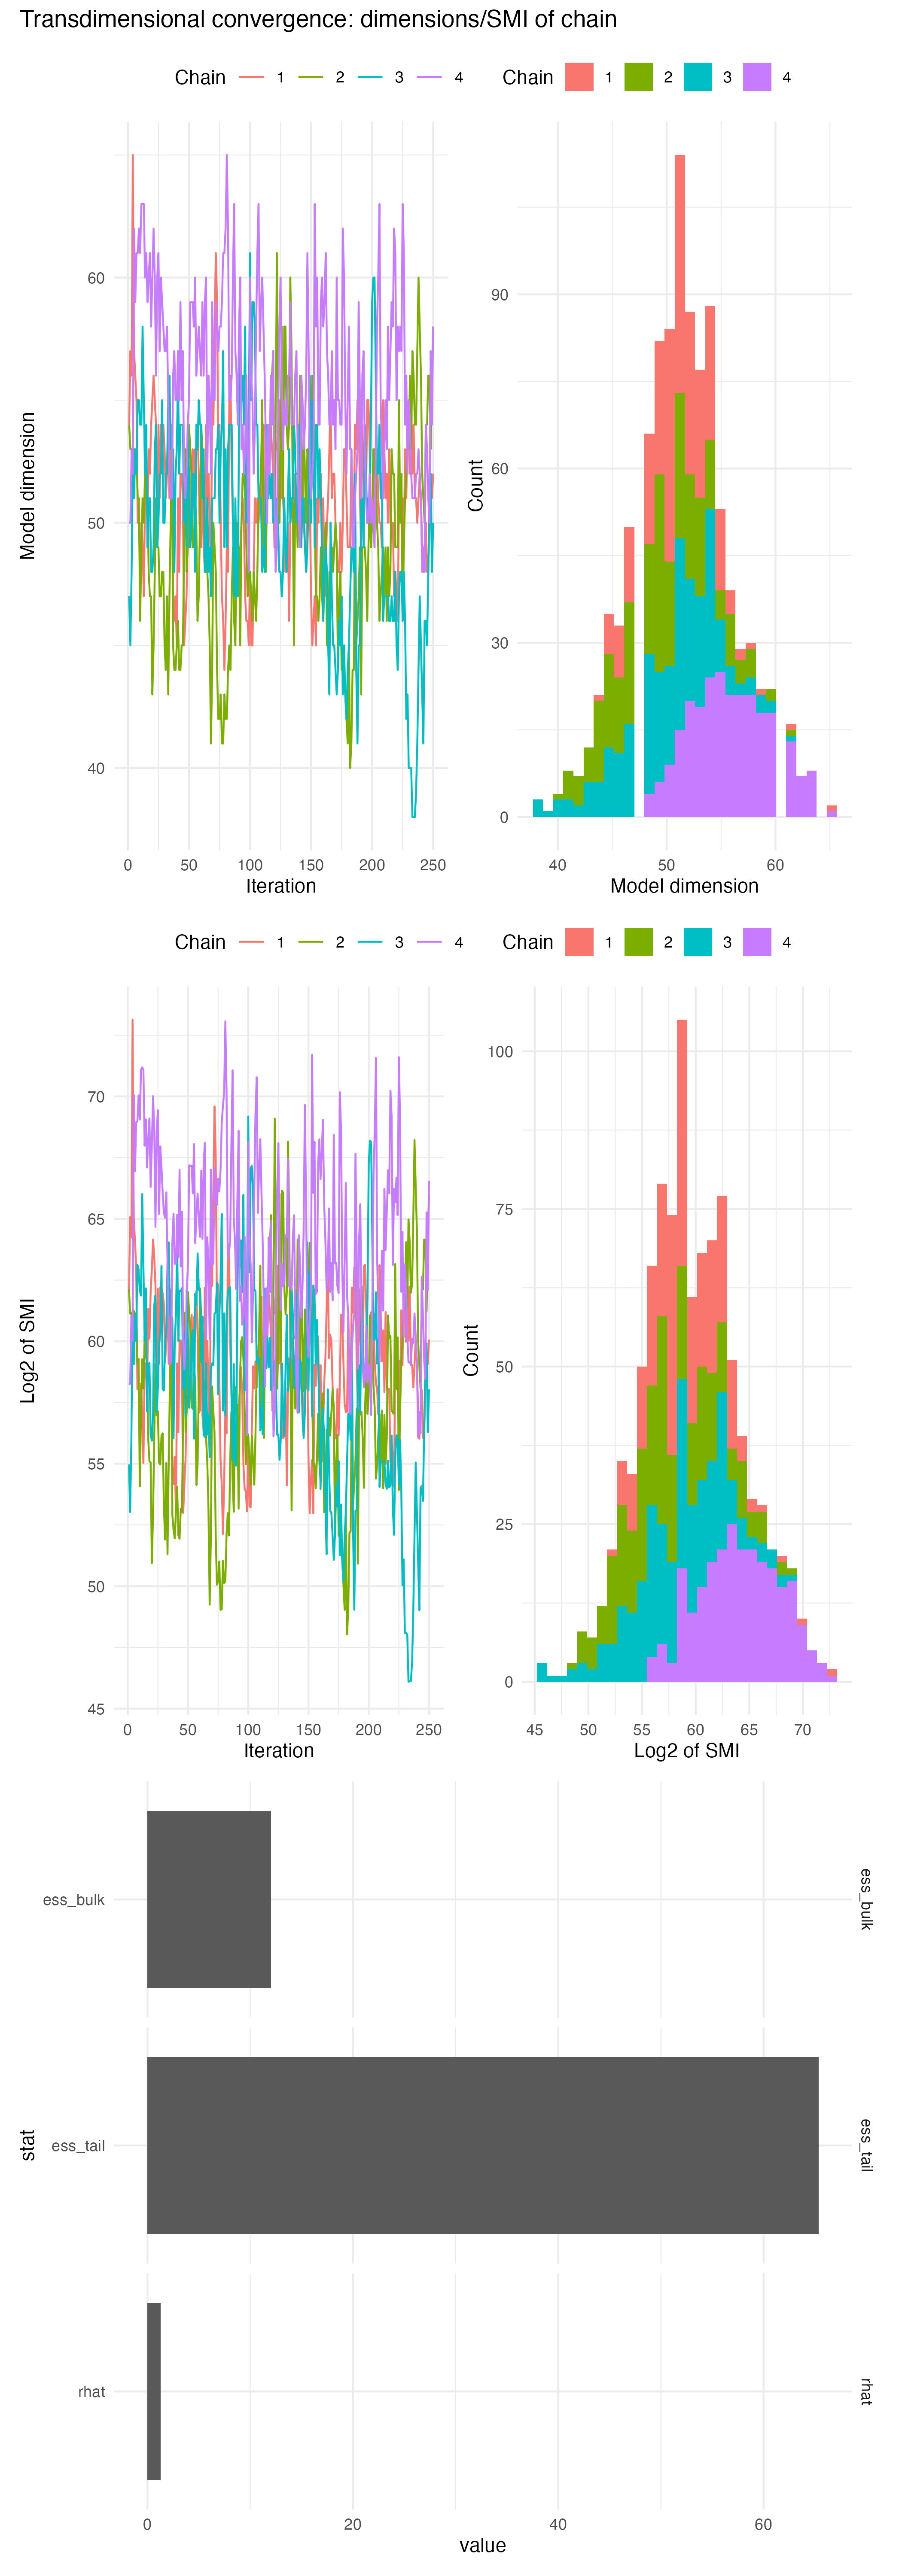 Transdimensional convergence: dimensions/SMI of chain
Chain 1 2 3 4 Chain 1 2 3 4
60
50
40
Model dimension
0 50 100 150 200 250
Iteration
90
60
30
0
Count
40 50 60
Model dimension
Chain 1 2 3 4 Chain 1 2 3 4
70
65
60
55
50
45
Log2 of SMI
0 50 100 150 200 250
Iteration
100
75
50
25
0
Count
45 50 55 60 65 70
Log2 of SMI
ess_bulk
ess_bulk
stat
ess_tail
ess_tail
rhat
rhat
0 20 40 60
value